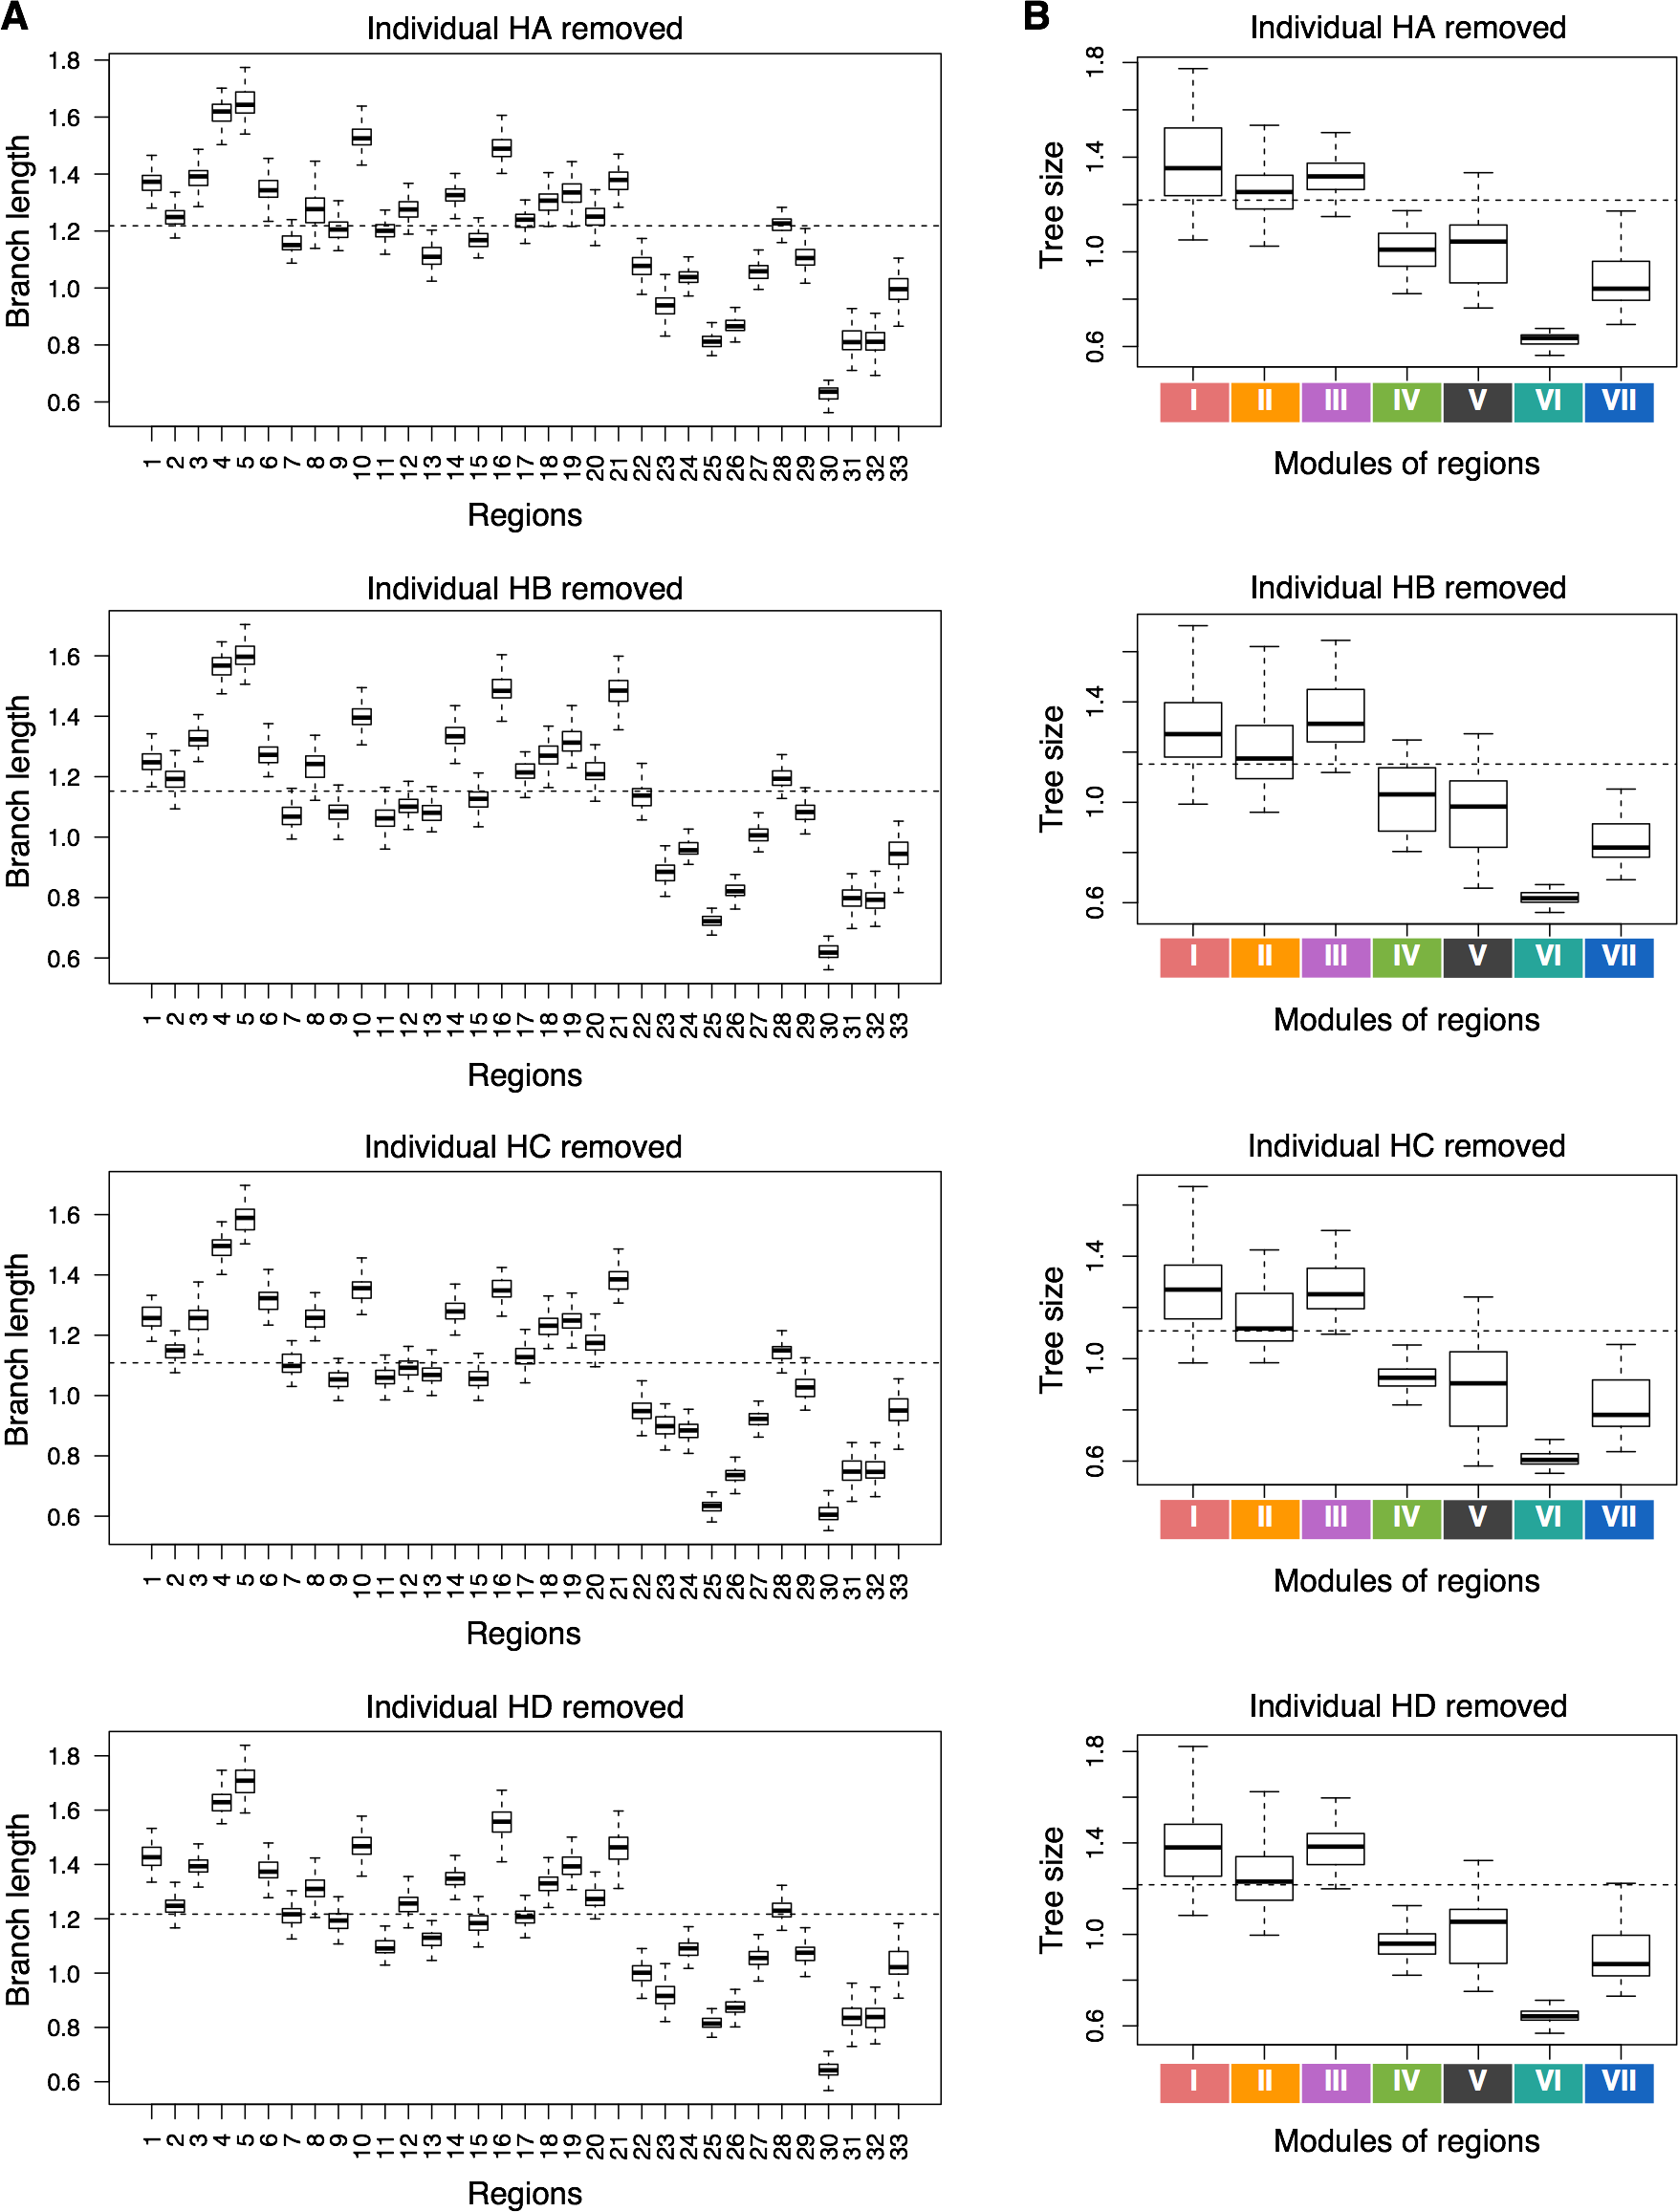 A
Individual HA removed
Branch length
1.8
1.6
1.4
1.2
1.0
0.8
0.6
1 2 3 4 5 6 7 8 9 10 11 12 13 14 15 16 17 18 19 20 21 22 23 24 25 26 27 28 29 30 31 32 33
Regions
B
Individual HA removed
Tree size
1.8
1.4
1.0
0.6
I II III IV V VI VII
Modules of regions
Individual HB removed
Branch length
1.6
1.4
1.2
1.0
0.8
0.6
1 2 3 4 5 6 7 8 9 10 11 12 13 14 15 16 17 18 19 20 21 22 23 24 25 26 27 28 29 30 31 32 33
Regions
Individual HB removed
Tree size
1.4
1.0
0.6
I II III IV V VI VII
Modules of regions
Individual HC removed
Branch length
1.6
1.4
1.2
1.0
0.8
0.6
1 2 3 4 5 6 7 8 9 10 11 12 13 14 15 16 17 18 19 20 21 22 23 24 25 26 27 28 29 30 31 32 33
Regions
Individual HC removed
Tree size
1.4
1.0
0.6
I II III IV V VI VII
Modules of regions
Individual HD removed
Branch length
1.8
1.6
1.4
1.2
1.0
0.8
0.6
1 2 3 4 5 6 7 8 9 10 11 12 13 14 15 16 17 18 19 20 21 22 23 24 25 26 27 28 29 30 31 32 33
Regions
Individual HD removed
Tree size
1.8
1.4
1.0
0.6
I II III IV V VI VII
Modules of regions